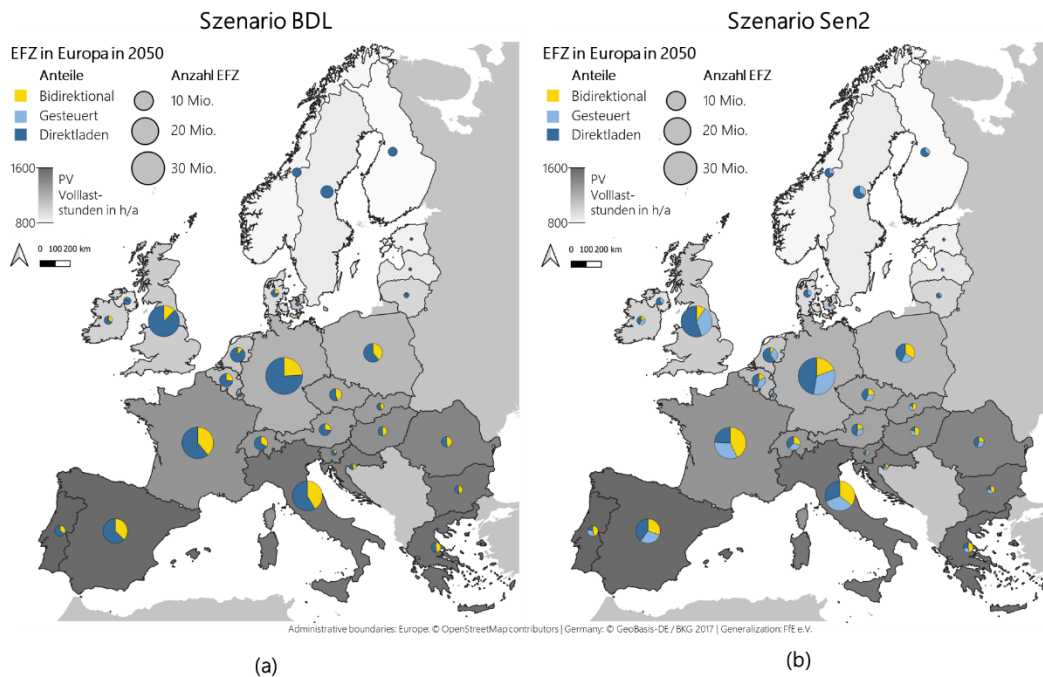 Szenario BDL
EFZ in Europa in 2050
Anteile
Anzahl EFZ
Bidirektional
Gesteuert
Direktladen
10 Mio.
20 Mio.
30 Mio.
1600
800
PV
Volllast-
stunden in h/a
0 100 200 km
Szenario Sen2
EFZ in Europa in 2050
Anteile
Anzahl EFZ
Bidirektional
Gesteuert
Direktladen
10 Mio.
20 Mio.
30 Mio.
1600
800
PV
Volllast-
stunden in h/a
0 100 200 km
Administrative boundaries: Europe: © OpenStreetMap contributors | Germany: © GeoBasis-DE / BKG 2017 | Generalization: FfE e.V.
(a)
(b)